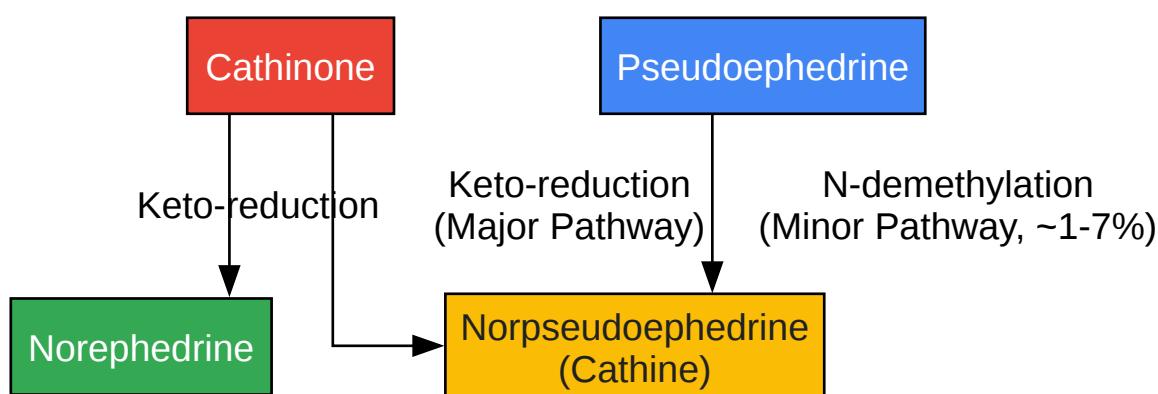 Cathinone
Pseudoephedrine
Keto-reduction
Keto-reduction
(Major Pathway)
N-demethylation
(Minor Pathway, ~1-7%)
Norephedrine
Norpseudoephedrine
(Cathine)